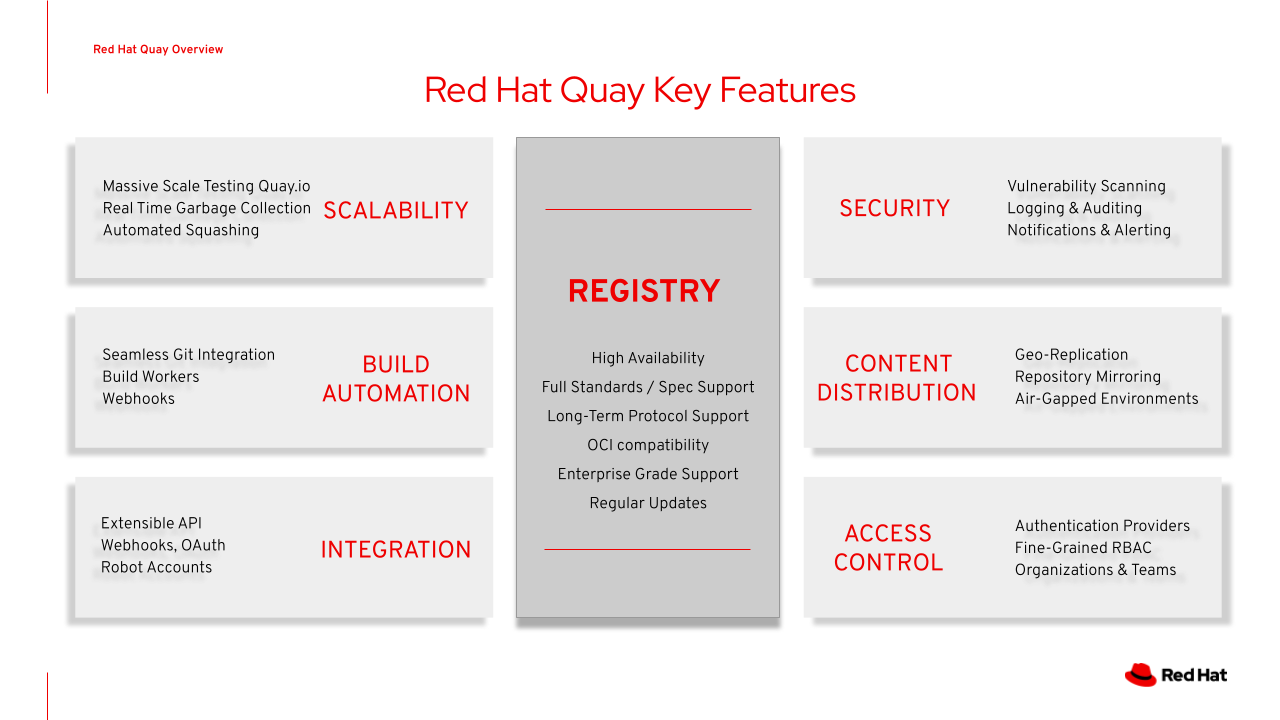 Red Hat Quay Overview
Red Hat Quay Key Features
Massive Scale Testing Quay.io
Real Time Garbage Collection
Automated Squashing
SCALABILITY
Seamless Git Integration
Build Workers
Webhooks
BUILD
AUTOMATION
Extensible API
Webhooks, OAuth
Robot Accounts
INTEGRATION
REGISTRY
High Availability
Full Standards / Spec Support
Long-Term Protocol Support
OCI compatibility
Enterprise Grade Support
Regular Updates
SECURITY
Vulnerability Scanning
Logging & Auditing
Notifications & Alerting
CONTENT
DISTRIBUTION
Geo-Replication
Repository Mirroring
Air-Gapped Environments
ACCESS
CONTROL
Authentication Providers
Fine-Grained RBAC
Organizations & Teams
Red Hat